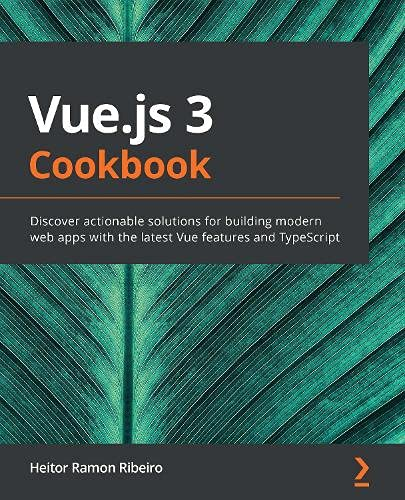 Vue.js 3
Cookbook
Discover actionable solutions for building modern
web apps with the latest Vue features and TypeScript
Heitor Ramon Ribeiro